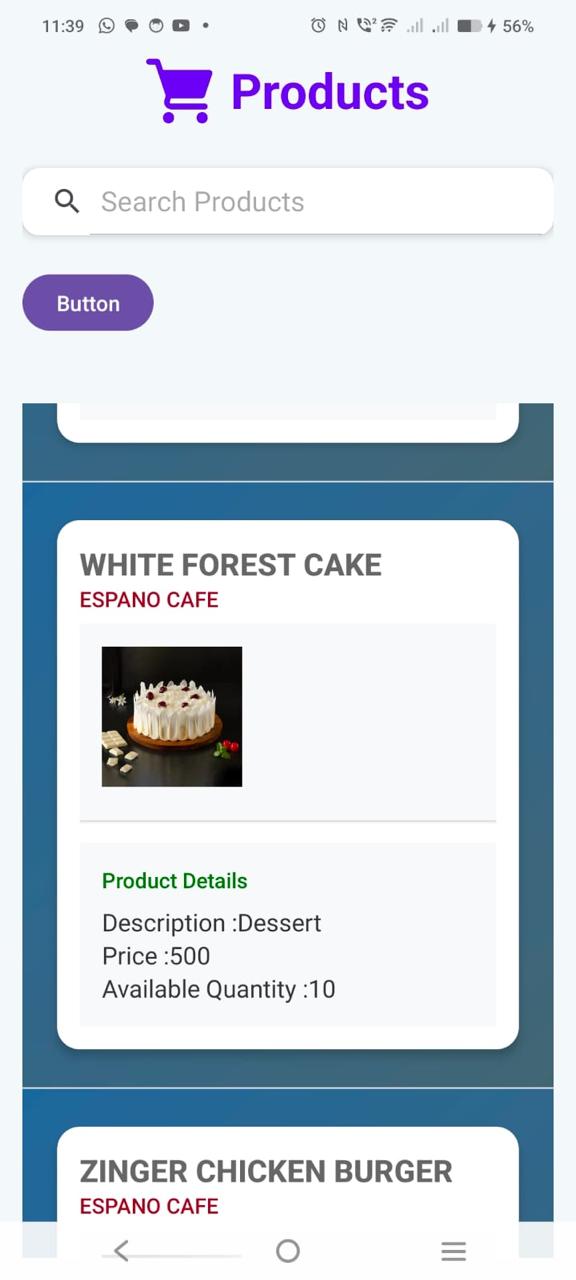 11:39
56%
Products
Search Products
Button
WHITE FOREST CAKE
ESPANO CAFE
Product Details
Description :Dessert
Price :500
Available Quantity :10
ZINGER CHICKEN BURGER
ESPANO CAFE